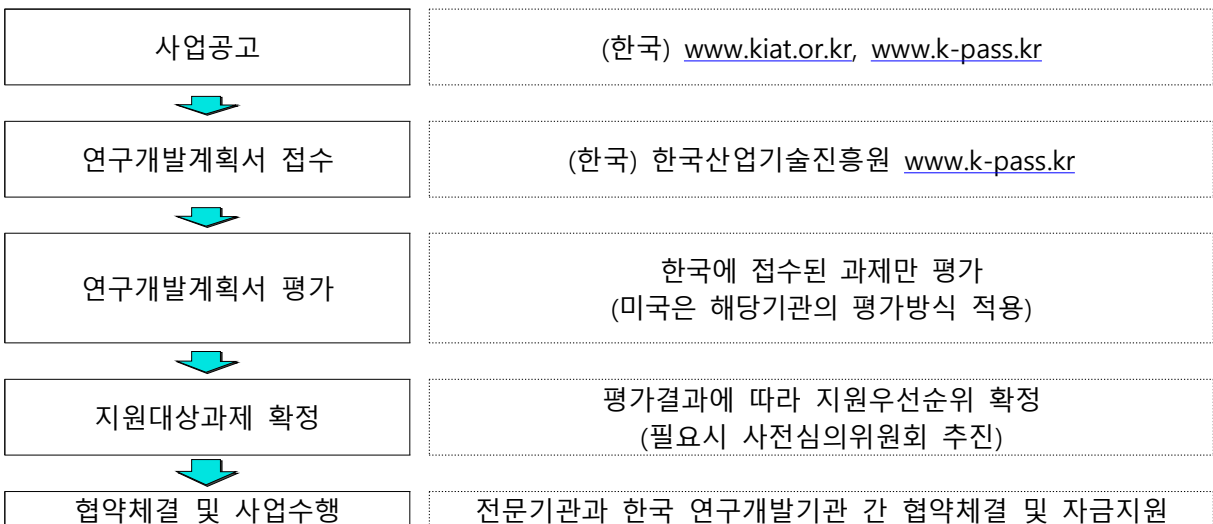 사업공고
(한국) www.kiat.or.kr, www.k-pass.kr
연구개발계획서 접수
(한국) 한국산업기술진흥원 www.k-pass.kr
연구개발계획서 평가
한국에 접수된 과제만 평가
(미국은 해당기관의 평가방식 적용)
지원대상과제 확정
평가결과에 따라 지원우선순위 확정
(필요시 사전심의위원회 추진)
협약체결 및 사업수행
전문기관과 한국 연구개발기관 간 협약체결 및 자금지원